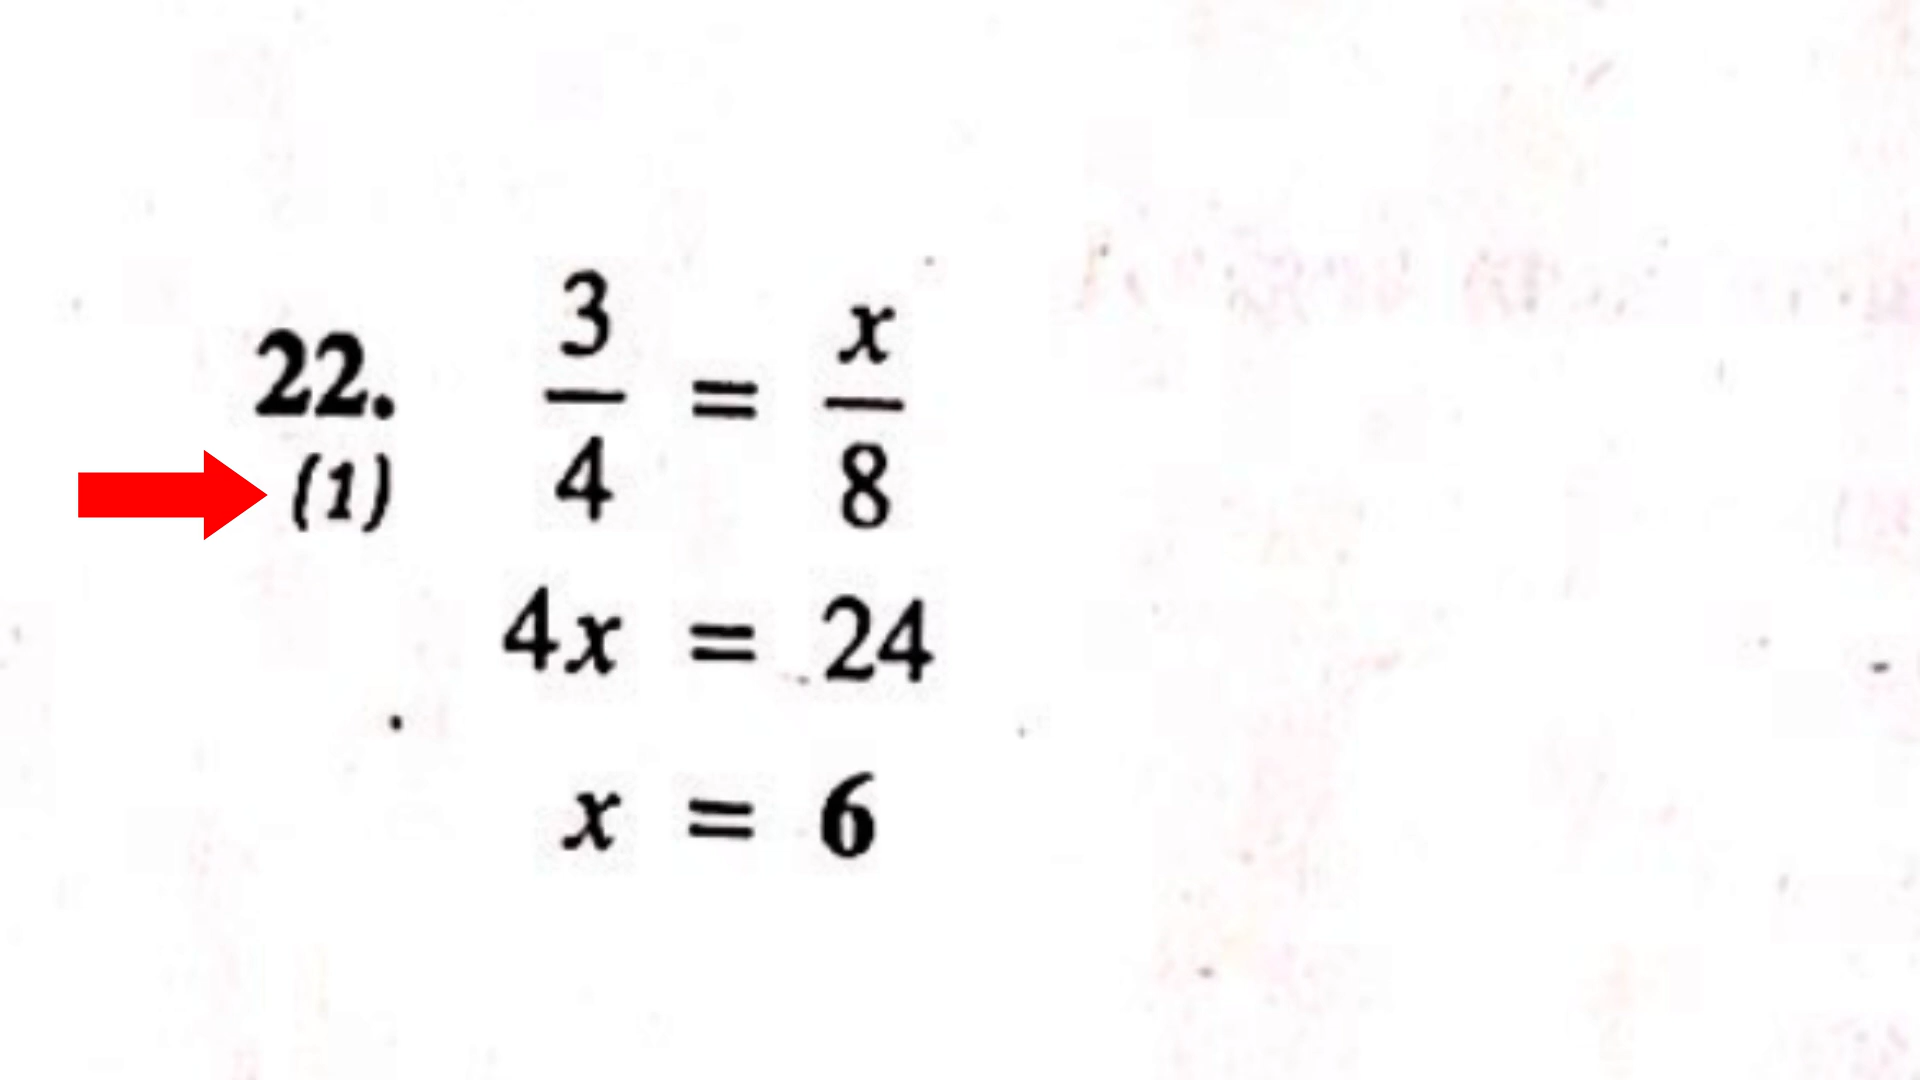 22. 3/4 = x/8
(1)
4x = 24
x = 6